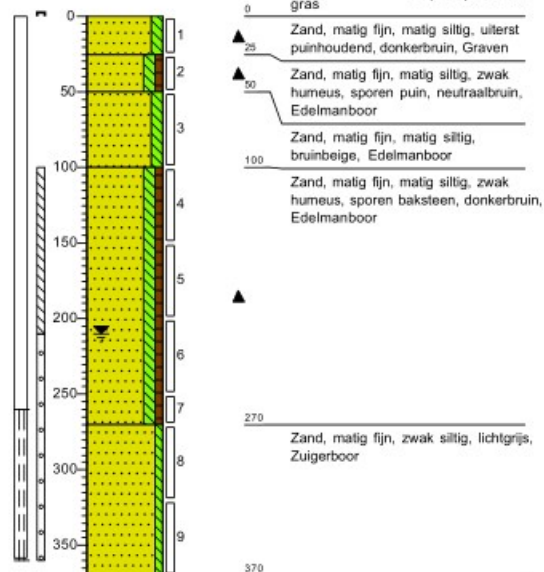 gras
0
Zand, matig fijn, matig siltig, uiterst
puinhoudend, donkerbruin, Graven
25
Zand, matig fijn, matig siltig, zwak
humeus, sporen puin, neutraalbruin,
Edelmanboor
50
Zand, matig fijn, matig siltig,
bruinbeige, Edelmanboor
100
Zand, matig fijn, matig siltig, zwak
humeus, sporen baksteen, donkerbruin,
Edelmanboor
270
Zand, matig fijn, zwak siltig, lichtgrijs,
Zuigerboor
370
0
50
100
150
200
250
300
350
1
2
3
4
5
6
7
8
9